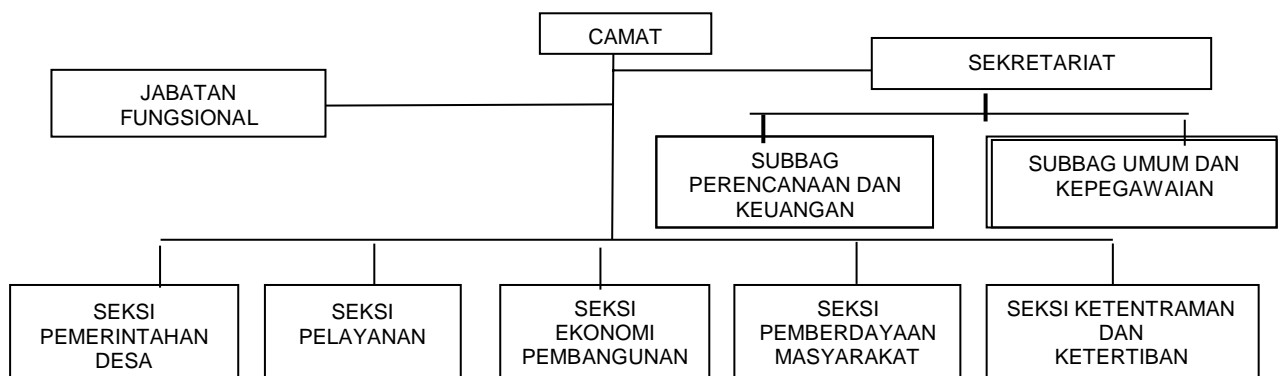 CAMAT
SEKRETARIAT
JABATAN
FUNGSIONAL
SUBBAG
PERENCANAAN DAN
KEUANGAN
SUBBAG UMUM DAN
KEPEGAWAIAN
SEKSI
PEMERINTAHAN
DESA
SEKSI
PELAYANAN
SEKSI
EKONOMI
PEMBANGUNAN
SEKSI
PEMBERDAYAAN
MASYARAKAT
SEKSI KETENTRAMAN
DAN
KETERTIBAN